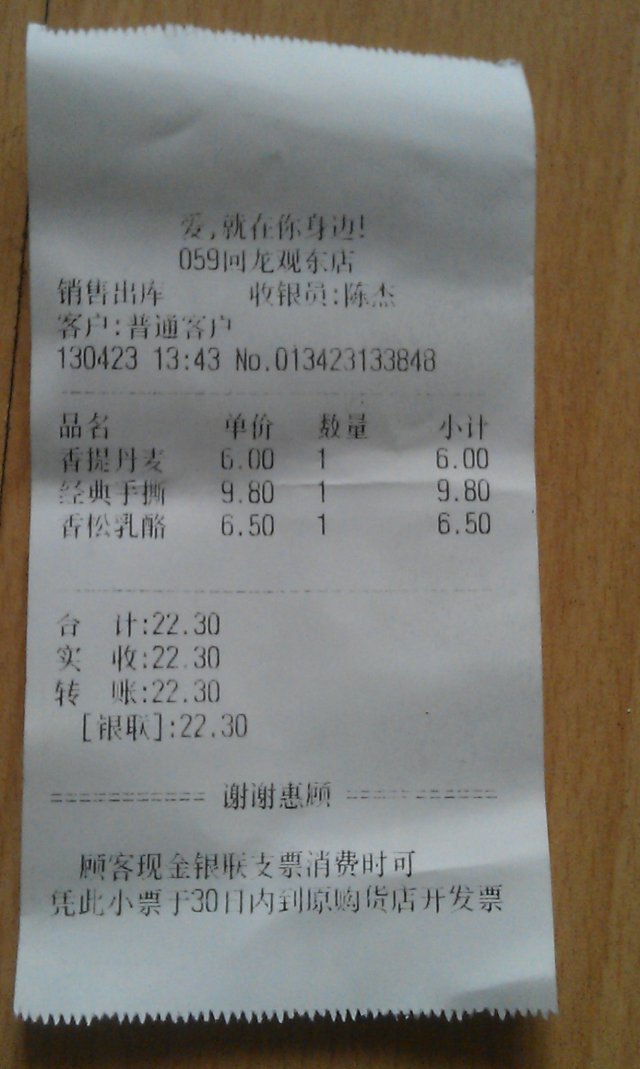 爱,就在你身边!
059回龙观东店
销售出库 收银员:陈杰
客户:普通客户
130423 13:43 No.013423133848
品名 单价 数量 小计
香提丹麦 6.00 1 6.00
经典手撕 9.80 1 9.80
香松乳酪 6.50 1 6.50
合 计:22.30
实 收:22.30
转 账:22.30
[银联]:22.30
=========== 谢谢惠顾 ===========
顾客现金银联支票消费时可
凭此小票于30日内到原购货店开发票